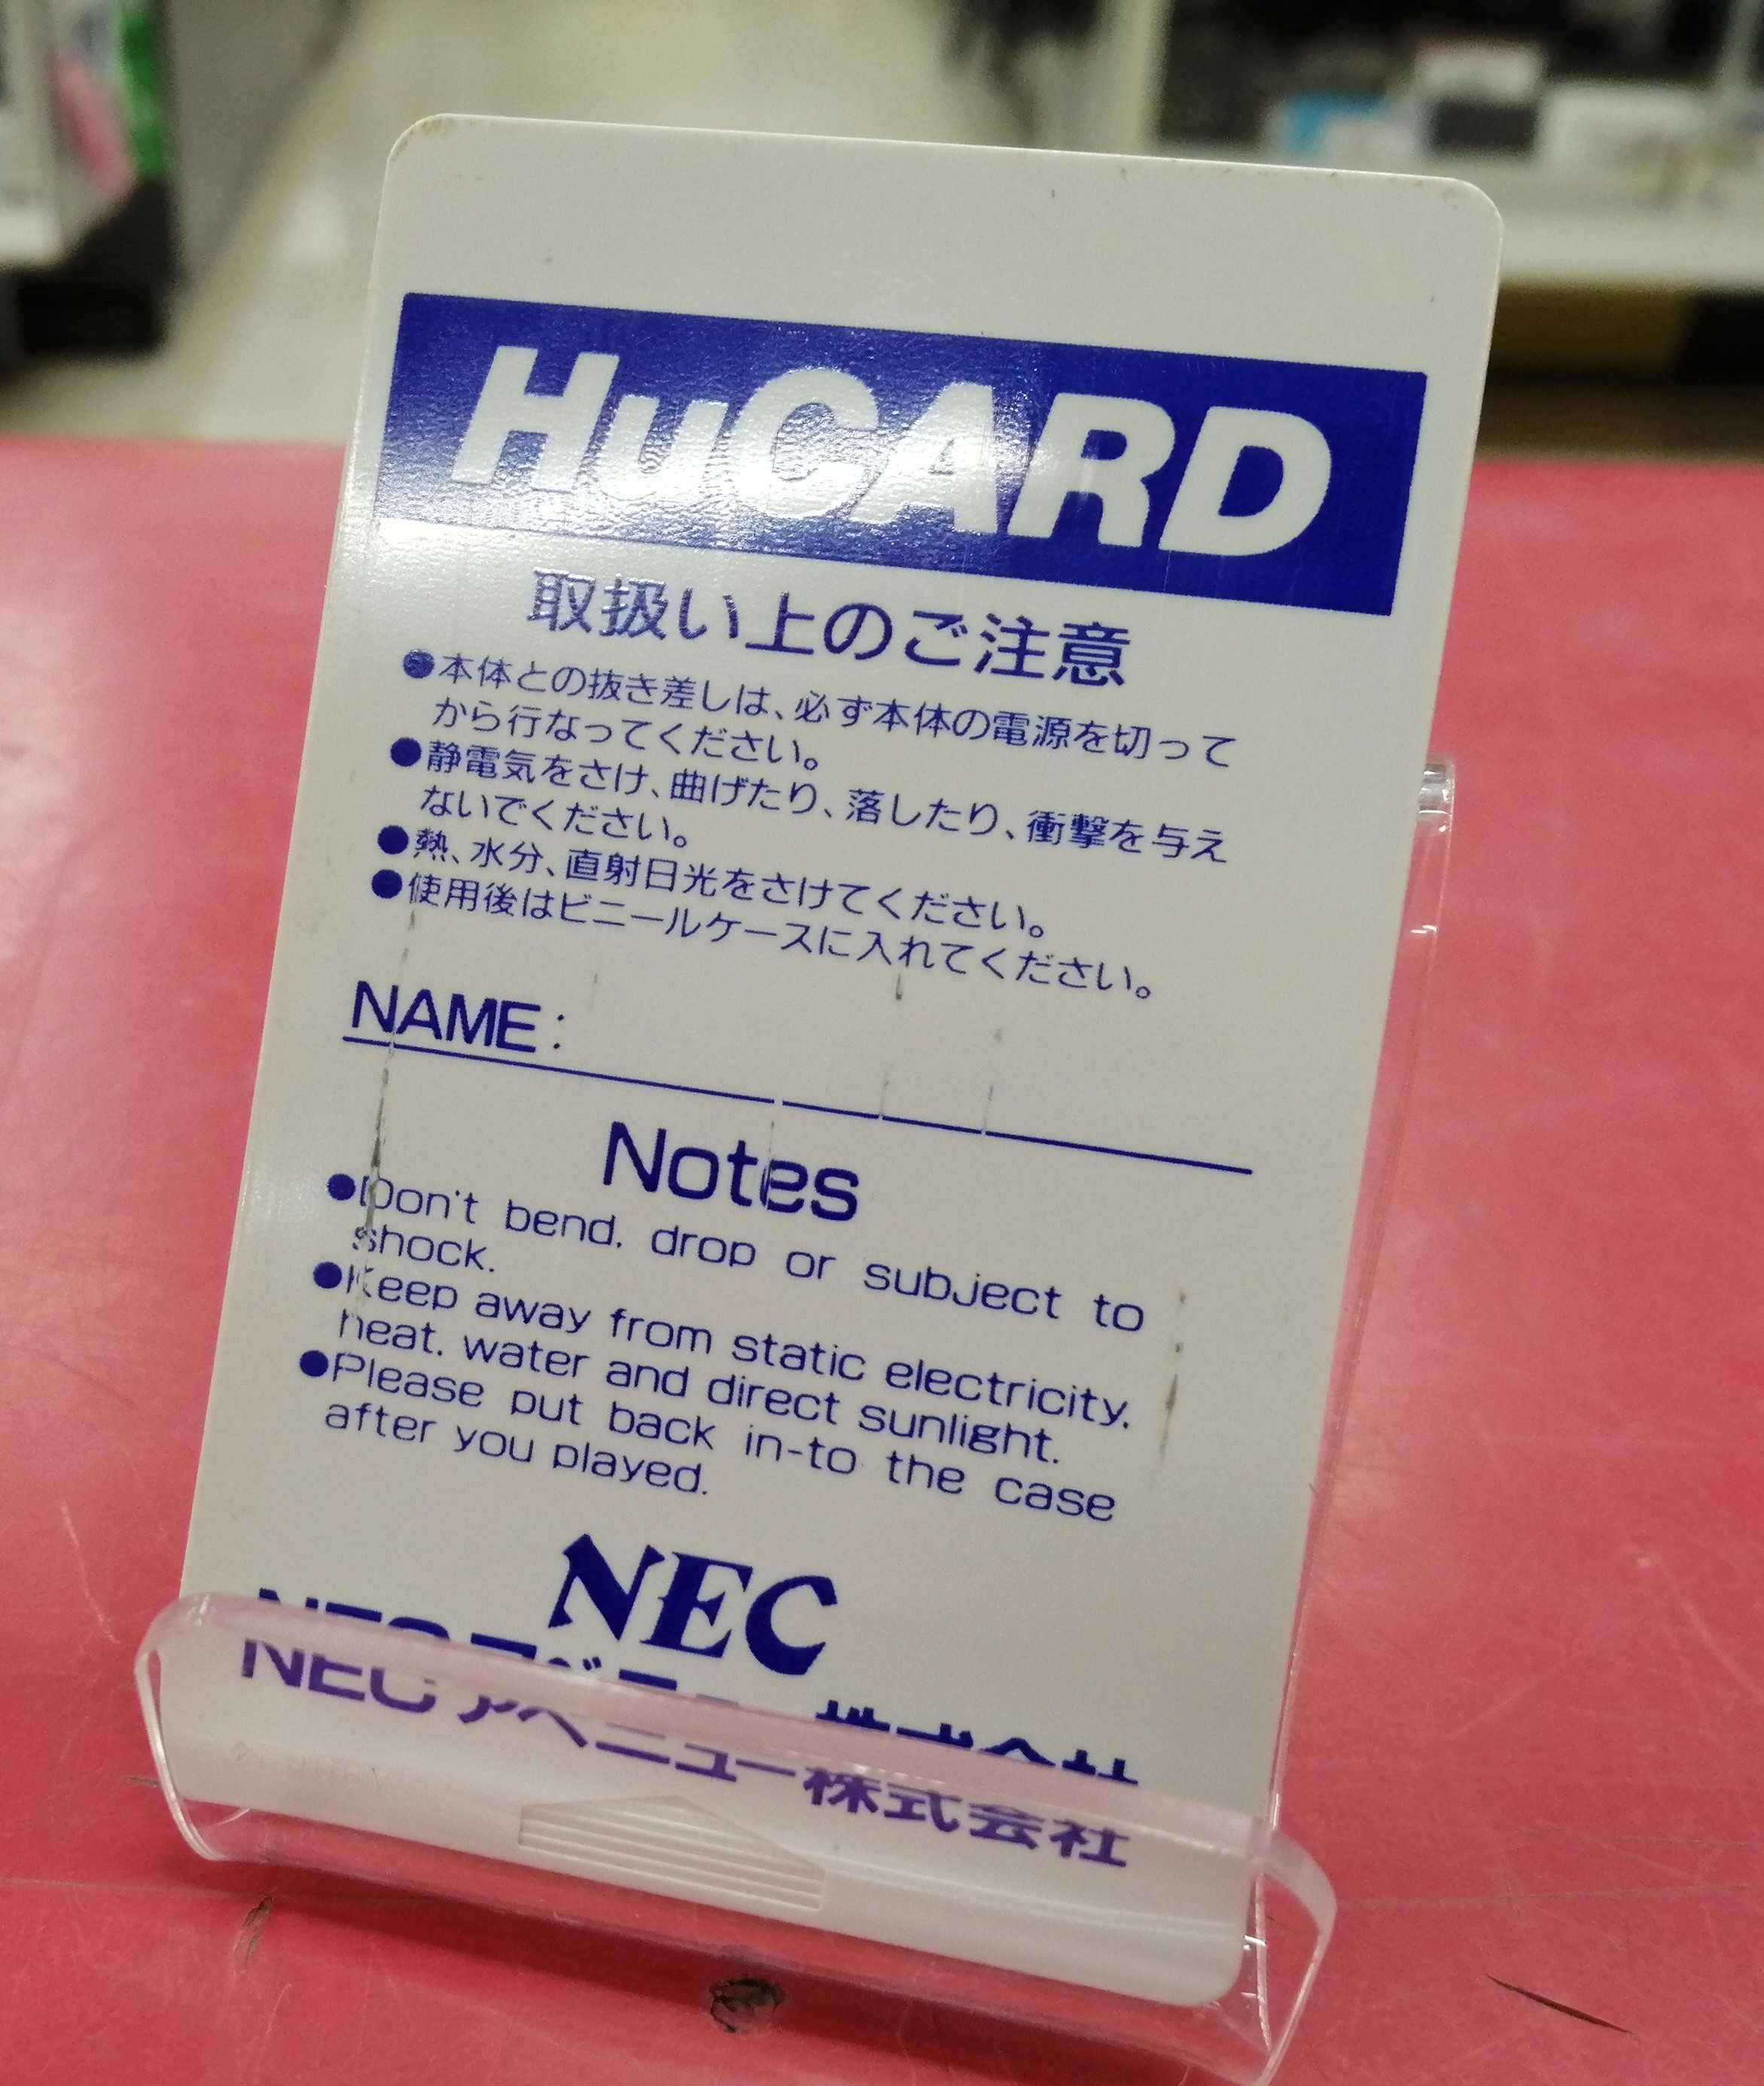 HuCARD
取扱い上のご注意
●本体との抜き差しは、必ず本体の電源を切って
から行なってください。
●静電気をさけ、曲げたり、落したり、衝撃を与え
ないでください。
●熱、水分、直射日光をさけてください。
●使用後はビニールケースに入れてください。
NAME:
Notes
●Don't bend, drop or subject to
shock.
●Keep away from static electricity,
heat, water and direct sunlight.
●Please put back in-to the case
after you played.
NEC
NECアベニュー株式会社